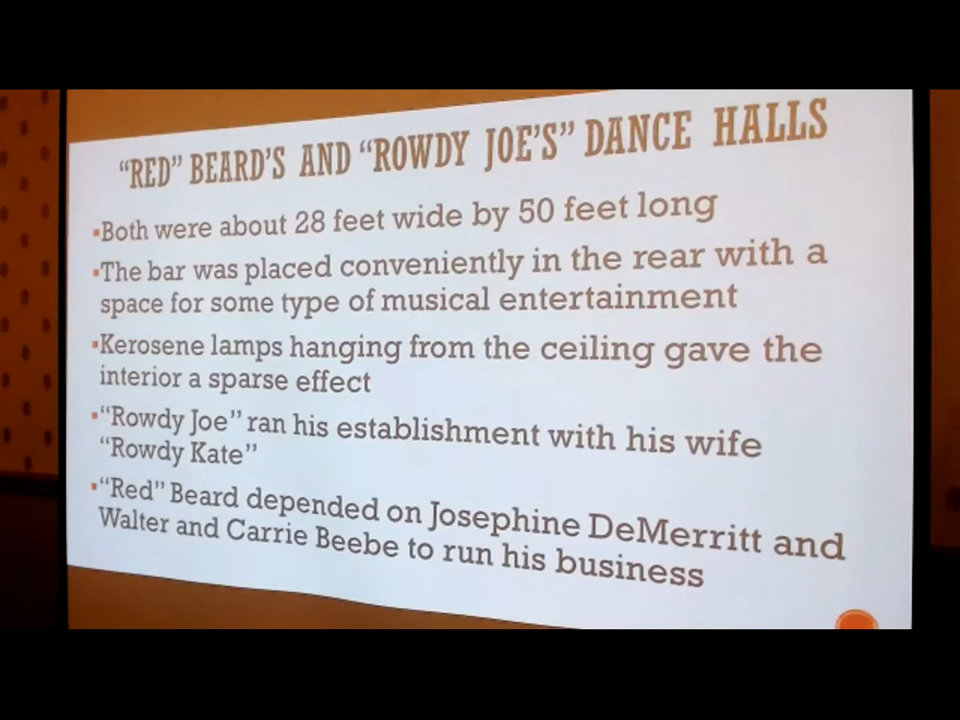 “RED” BEARD’S AND “ROWDY JOE’S” DANCE HALLS
▪Both were about 28 feet wide by 50 feet long
▪The bar was placed conveniently in the rear with a
space for some type of musical entertainment
▪Kerosene lamps hanging from the ceiling gave the
interior a sparse effect
▪“Rowdy Joe” ran his establishment with his wife
“Rowdy Kate”
▪“Red” Beard depended on Josephine DeMerritt and
Walter and Carrie Beebe to run his business